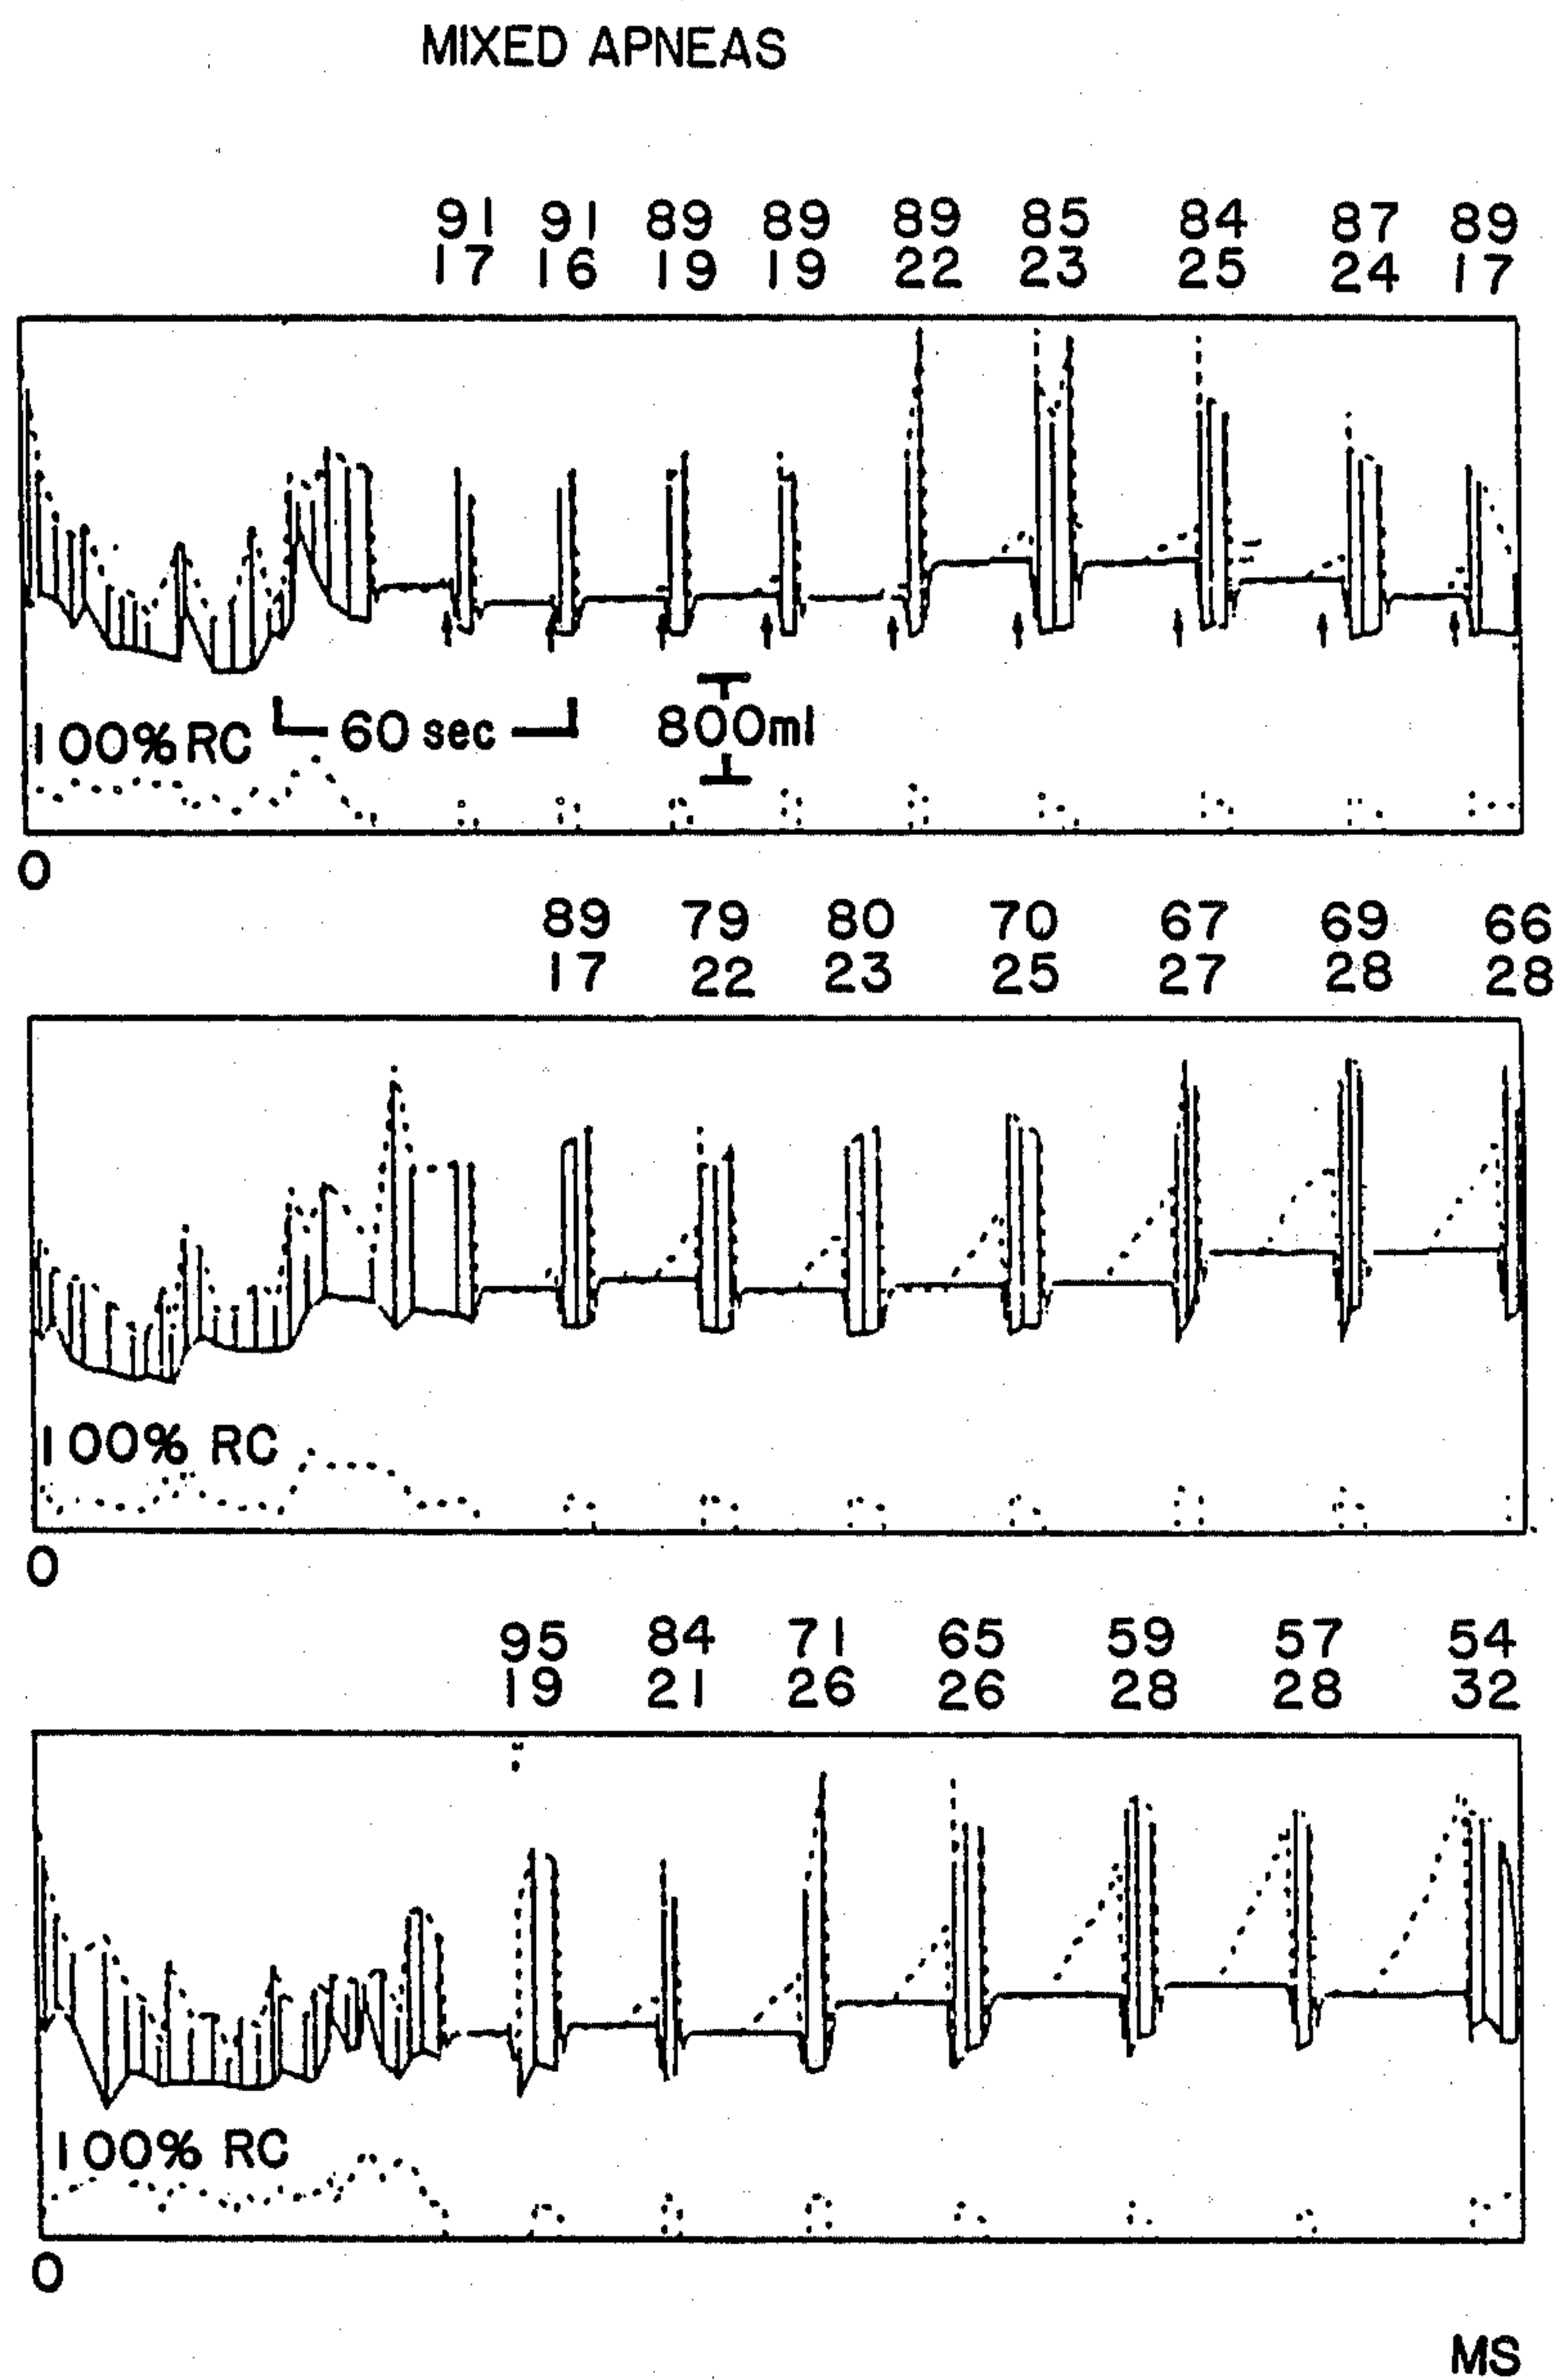 MIXED APNEAS
91 91 89 89 89 85 84 87 89
17 16 19 19 22 23 25 24 17
100% RC 60 sec 800ml
0
89 79 80 70 67 69 66
17 22 23 25 27 28 28
100% RC
0
95 84 71 65 59 57 54
19 21 26 26 28 28 32
100% RC
0
MS